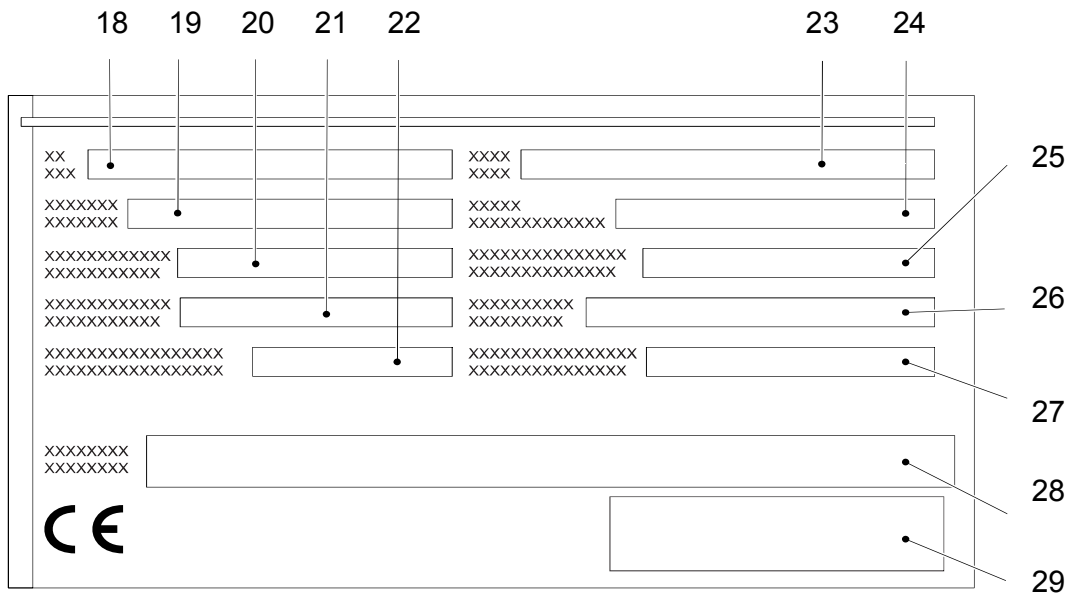 18 19 20 21 22 23 24
XX XXXX
XXX XXXX
25
XXXXXXX XXXXX
XXXXXXX XXXXXXXXXXXXX
XXXXXXXXXXXX XXXXXXXXXXXXXXX
XXXXXXXXXXX XXXXXXXXXXXXXX
26
XXXXXXXXXXXX XXXXXXXXXX
XXXXXXXXXXX XXXXXXXXX
XXXXXXXXXXXXXXXXX XXXXXXXXXXXXXXXX
XXXXXXXXXXXXXXXXX XXXXXXXXXXXXXXX
27
XXXXXXXX
XXXXXXXX
28
CE
29